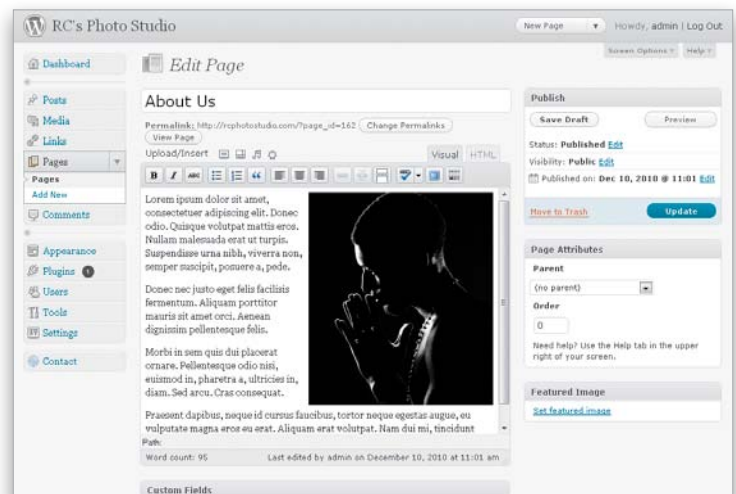 RC's Photo Studio
New Page
Howdy, admin | Log Out
Screen Options
Help
Dashboard
Posts
Media
Links
Pages
Pages
Add New
Comments
Appearance
Plugins 1
Users
Tools
Settings
Contact
Edit Page
About Us
Permalink: http://rcphotostudio.com/?page_id=162 Change Permalinks
View Page
Upload/Insert
Visual HTML
B I ABC
Lorem ipsum dolor sit amet,
consectetuer adipiscing elit. Donec
odio. Quisque volutpat mattis eros.
Nullam malesuada erat ut turpis.
Suspendisse urna nibh, viverra non,
semper suscipit, posuere a, pede.
Donec nec justo eget felis facilisis
fermentum. Aliquam porttitor
mauris sit amet orci. Aenean
dignissim pellentesque felis.
Morbi in sem quis dui placerat
ornare. Pellentesque odio nisi,
euismod in, pharetra a, ultricies in,
diam. Sed arcu. Cras consequat.
Praesent dapibus, neque id cursus faucibus, tortor neque egestas augue, eu
vulputate magna eros eu erat. Aliquam erat volutpat. Nam dui mi, tincidunt
Path:
Word count: 95
Last edited by admin on December 10, 2010 at 11:01 am
Custom Fields
Publish
Save Draft
Preview
Status: Published Edit
Visibility: Public Edit
Published on: Dec 10, 2010 @ 11:01 Edit
Move to Trash
Update
Page Attributes
Parent
(no parent)
Order
0
Need help? Use the Help tab in the upper
right of your screen.
Featured Image
Set featured image